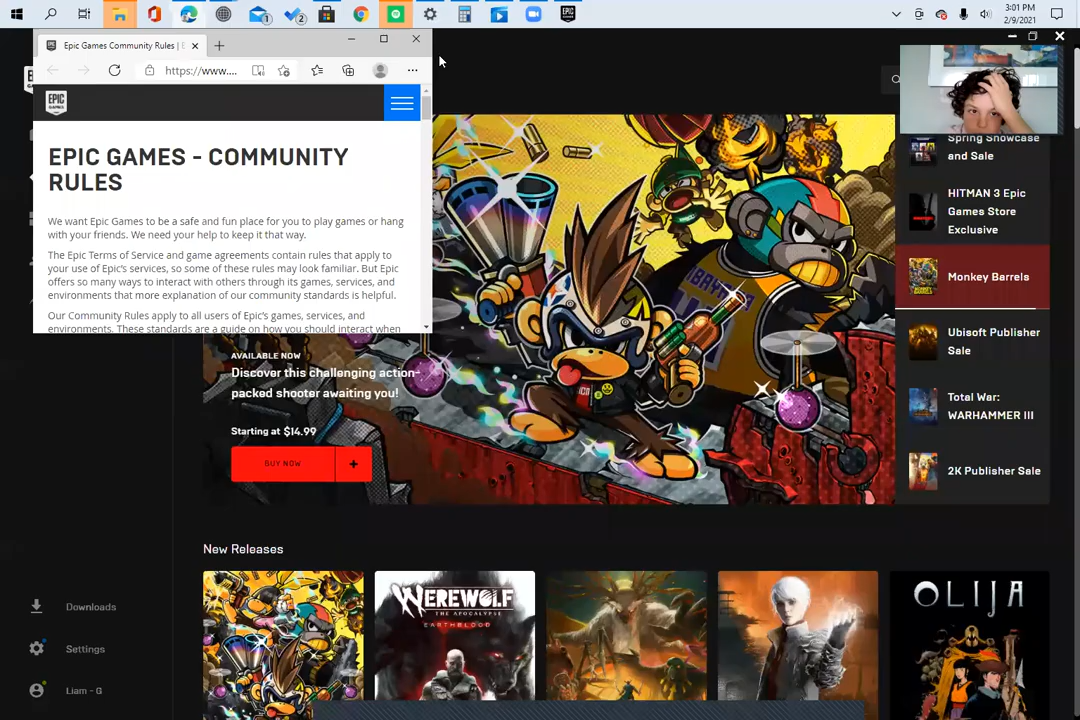 1
2
3:01 PM
2/9/2021
Epic Games Community Rules | E
https://www....
EPIC GAMES
EPIC GAMES - COMMUNITY
RULES
We want Epic Games to be a safe and fun place for you to play games or hang
with your friends. We need your help to keep it that way.
The Epic Terms of Service and game agreements contain rules that apply to
your use of Epic's services, so some of these rules may look familiar. But Epic
offers so many ways to interact with others through its games, services, and
environments that more explanation of our community standards is helpful.
Our Community Rules apply to all users of Epic's games, services, and
environments. These standards are a guide on how you should interact when
AVAILABLE NOW
Discover this challenging action-
packed shooter awaiting you!
Starting at $14.99
BUY NOW
+
Spring Showcase
and Sale
HITMAN 3 Epic
Games Store
Exclusive
Monkey Barrels
Ubisoft Publisher
Sale
Total War:
WARHAMMER III
2K Publisher Sale
New Releases
WEREWOLF
THE APOCALYPSE
EARTHBLOOD
OLIJA
Downloads
Settings
Liam - G